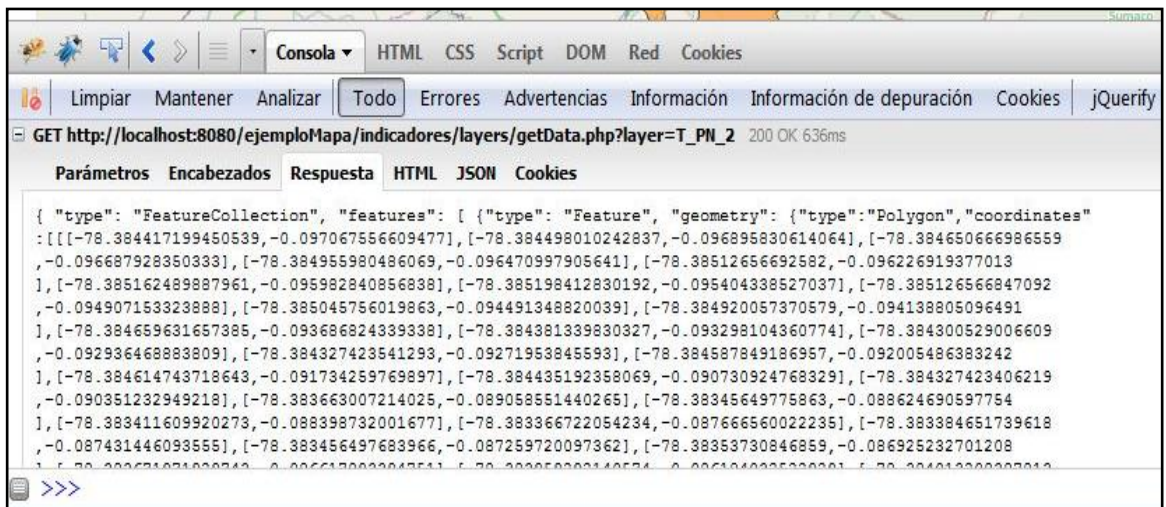 Sumaco
Consola HTML CSS Script DOM Red Cookies
Limpiar Mantener Analizar Todo Errores Advertencias Información Información de depuración Cookies jQuerify
GET http://localhost:8080/ejemploMapa/indicadores/layers/getData.php?layer=T_PN_2 200 OK 636ms
Parámetros Encabezados Respuesta HTML JSON Cookies
{ "type": "FeatureCollection", "features": [ {"type": "Feature", "geometry": {"type":"Polygon","coordinates"
:[[[-78.384417199450539,-0.097067556609477],[-78.384498010242837,-0.096895830614064],[-78.384650666986559
,-0.096687928350333],[-78.384955980486069,-0.096470997905641],[-78.38512656692582,-0.096226919377013
],[-78.385162489887961,-0.095982840856838],[-78.385198412830192,-0.095404338527037],[-78.385126566847092
,-0.094907153323888],[-78.385045756019863,-0.094491348820039],[-78.384920057370579,-0.094138805096491
],[-78.384659631657385,-0.093686824339338],[-78.384381339830327,-0.093298104360774],[-78.384300529006609
,-0.092936468883809],[-78.384327423541293,-0.09271953845593],[-78.384587849186957,-0.092005486383242
],[-78.384614743718643,-0.091734259769897],[-78.384435192358069,-0.090730924768329],[-78.384327423406219
,-0.090351232949218],[-78.383663007214025,-0.089058551440265],[-78.38345649775863,-0.088624690597754
],[-78.383411609920273,-0.088398732001677],[-78.383366722054234,-0.087666560022235],[-78.383384651739618
,-0.087431446093555],[-78.383456497683966,-0.087259720097362],[-78.38353730846859,-0.086925232701208
>>>